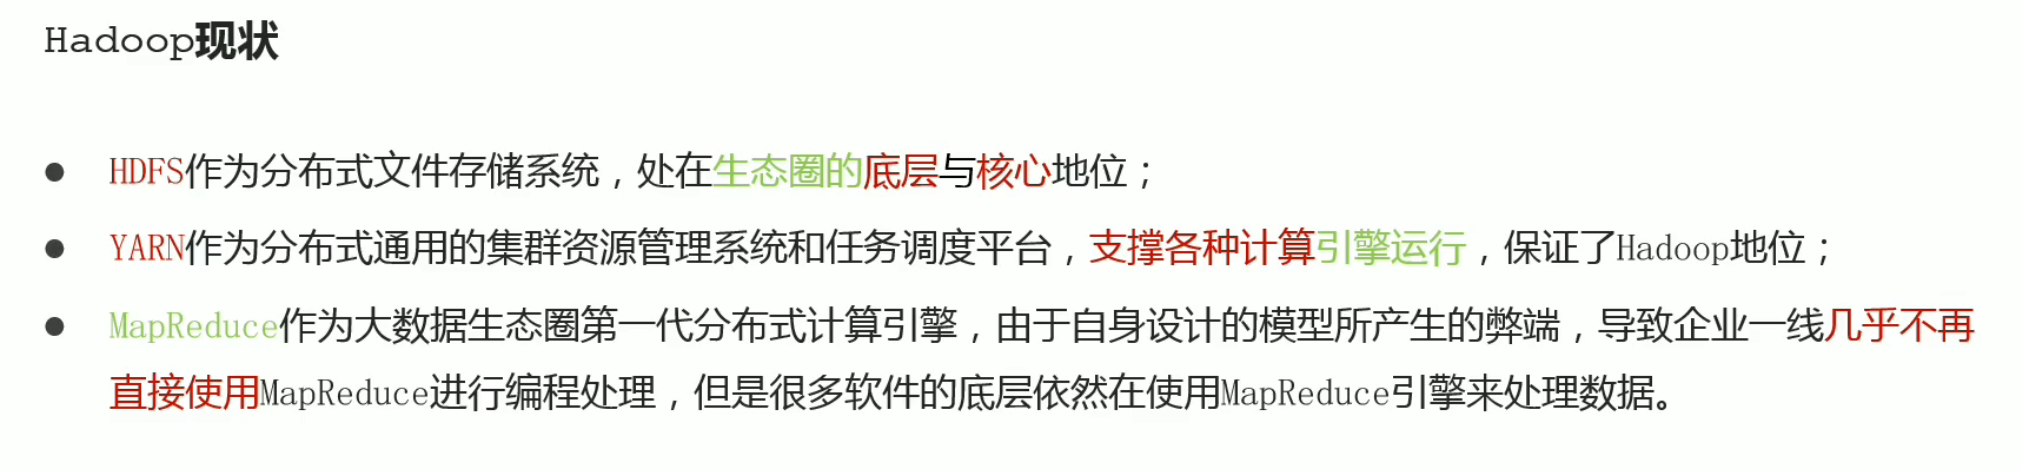 Hadoop现状
● HDFS作为分布式文件存储系统，处在生态圈的底层与核心地位；
● YARN作为分布式通用的集群资源管理系统和任务调度平台，支撑各种计算引擎运行，保证了Hadoop地位；
● MapReduce作为大数据生态圈第一代分布式计算引擎，由于自身设计的模型所产生的弊端，导致企业一线几乎不再
直接使用MapReduce进行编程处理，但是很多软件的底层依然在使用MapReduce引擎来处理数据。